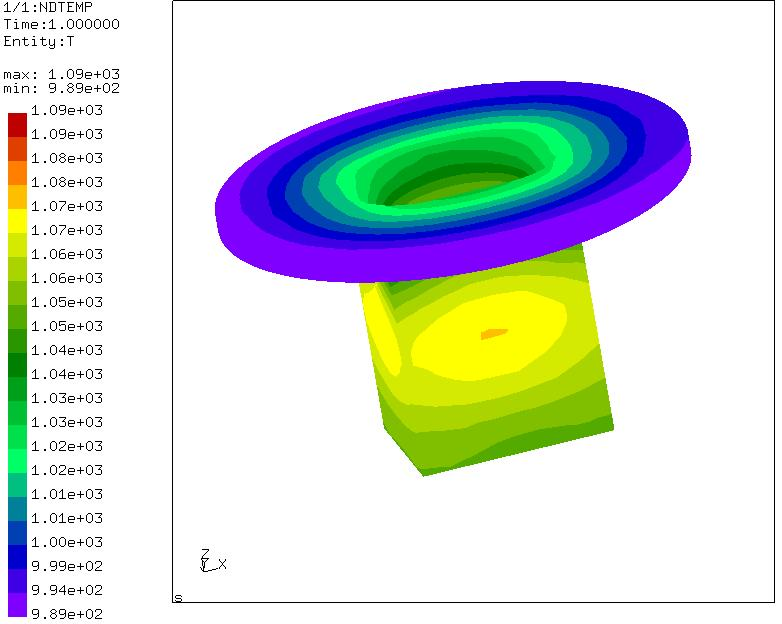 1/1:NDTEMP
Time:1.000000
Entity:T
max: 1.09e+03
min: 9.89e+02
1.09e+03
1.09e+03
1.08e+03
1.08e+03
1.07e+03
1.07e+03
1.06e+03
1.06e+03
1.05e+03
1.05e+03
1.04e+03
1.04e+03
1.03e+03
1.03e+03
1.02e+03
1.02e+03
1.01e+03
1.01e+03
1.00e+03
9.99e+02
9.94e+02
9.89e+02
Z
Y
X